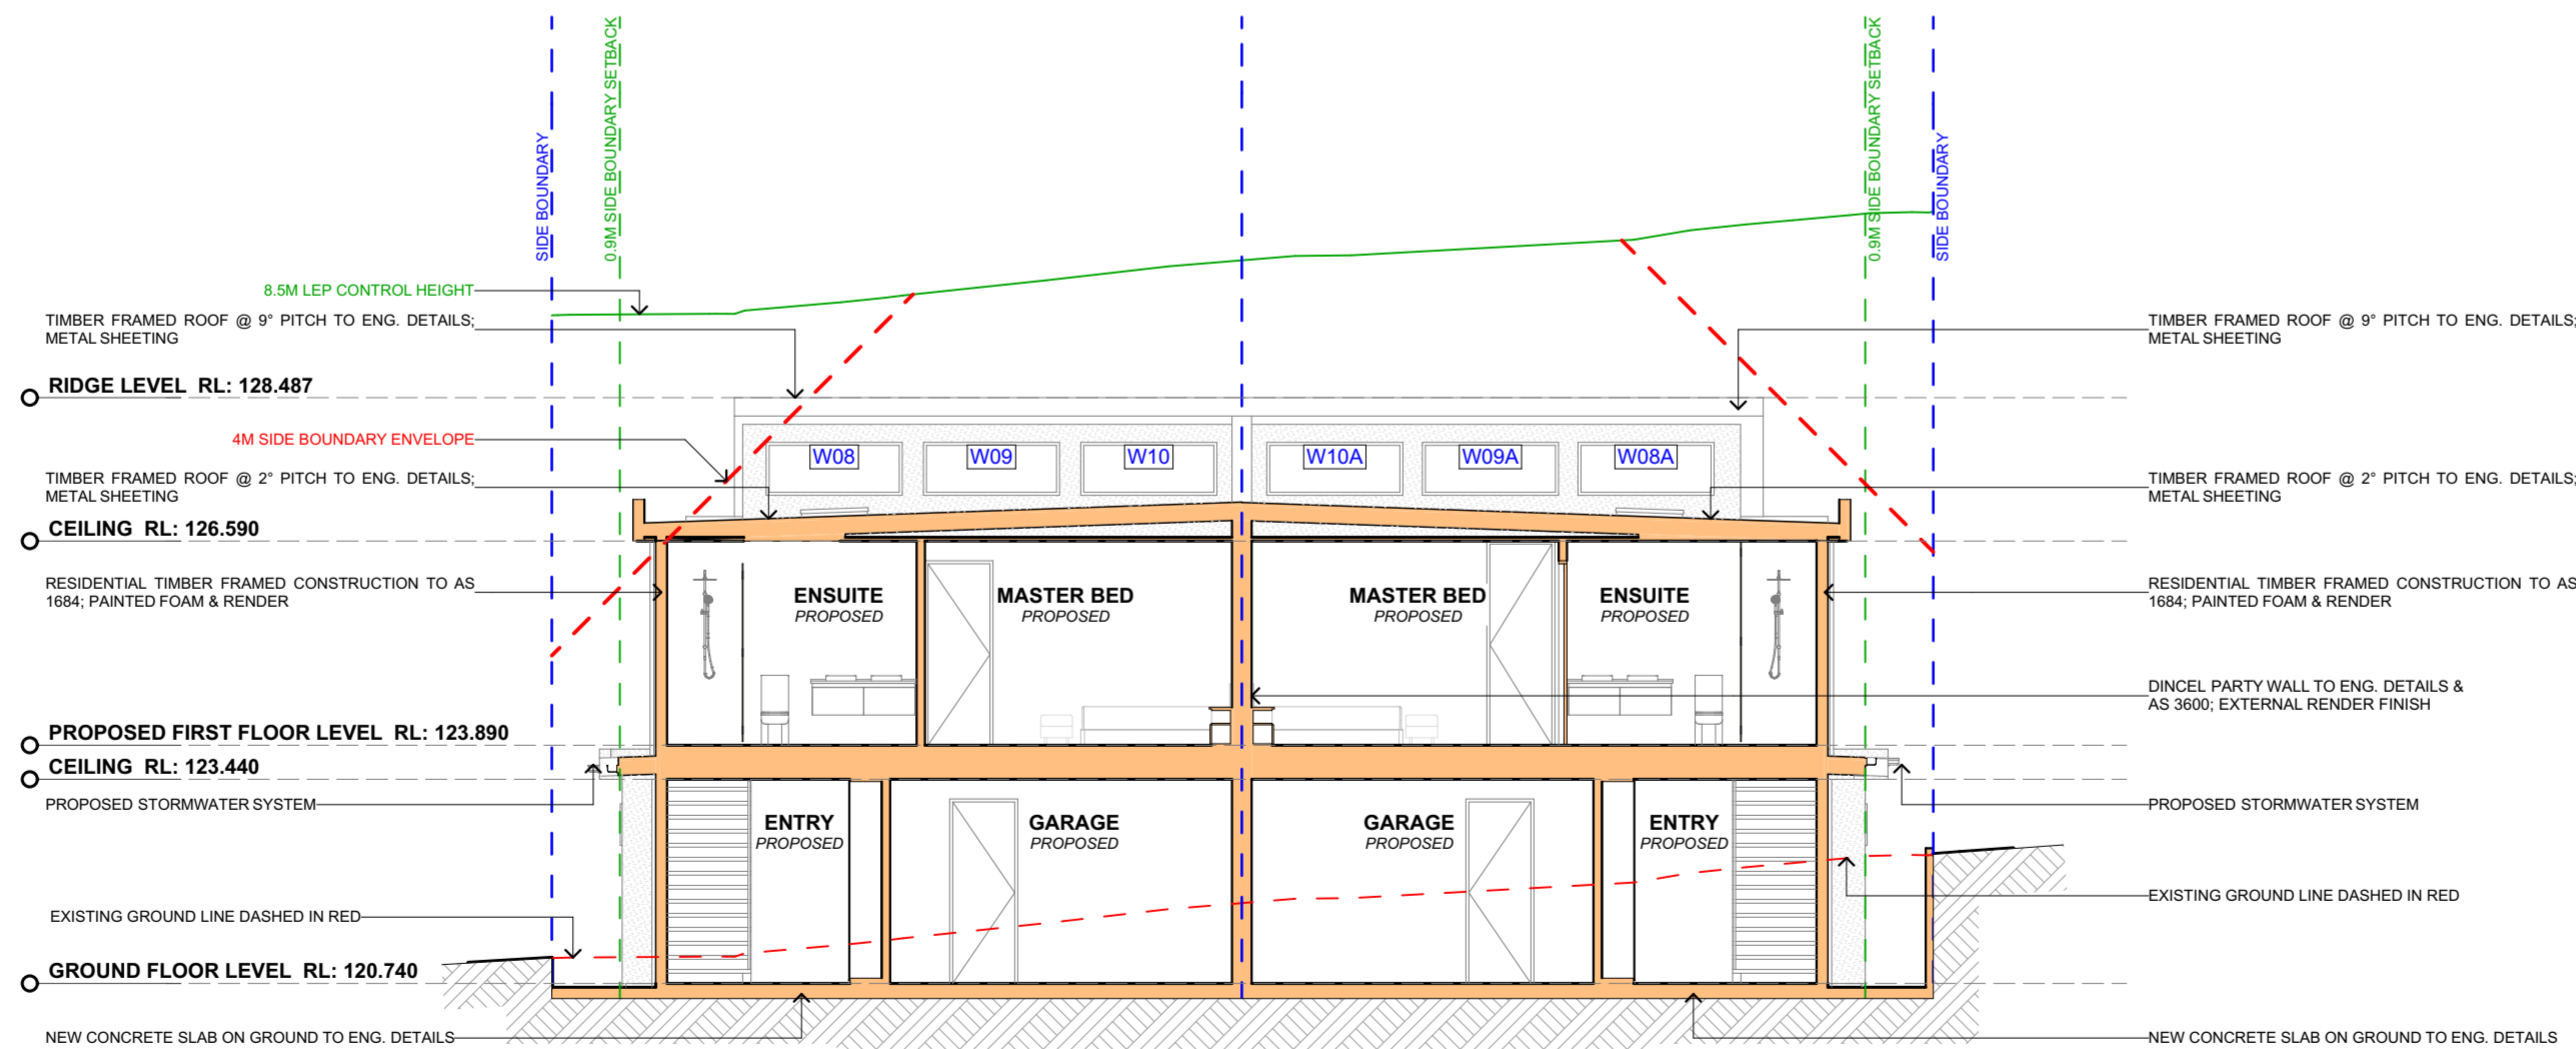 SIDE BOUNDARY
0.9M SIDE BOUNDARY SETBACK
0.9M SIDE BOUNDARY SETBACK
SIDE BOUNDARY
8.5M LEP CONTROL HEIGHT
TIMBER FRAMED ROOF @ 9° PITCH TO ENG. DETAILS;
METAL SHEETING
RIDGE LEVEL RL: 128.487
4M SIDE BOUNDARY ENVELOPE
TIMBER FRAMED ROOF @ 2° PITCH TO ENG. DETAILS;
METAL SHEETING
CEILING RL: 126.590
RESIDENTIAL TIMBER FRAMED CONSTRUCTION TO AS
1684; PAINTED FOAM & RENDER
PROPOSED FIRST FLOOR LEVEL RL: 123.890
CEILING RL: 123.440
PROPOSED STORMWATER SYSTEM
EXISTING GROUND LINE DASHED IN RED
GROUND FLOOR LEVEL RL: 120.740
NEW CONCRETE SLAB ON GROUND TO ENG. DETAILS
W08 W09 W10 W10A W09A W08A
ENSUITE
PROPOSED
MASTER BED
PROPOSED
MASTER BED
PROPOSED
ENSUITE
PROPOSED
ENTRY
PROPOSED
GARAGE
PROPOSED
GARAGE
PROPOSED
ENTRY
PROPOSED
TIMBER FRAMED ROOF @ 9° PITCH TO ENG. DETAILS;
METAL SHEETING
TIMBER FRAMED ROOF @ 2° PITCH TO ENG. DETAILS;
METAL SHEETING
RESIDENTIAL TIMBER FRAMED CONSTRUCTION TO AS
1684; PAINTED FOAM & RENDER
DINCEL PARTY WALL TO ENG. DETAILS &
AS 3600; EXTERNAL RENDER FINISH
PROPOSED STORMWATER SYSTEM
EXISTING GROUND LINE DASHED IN RED
NEW CONCRETE SLAB ON GROUND TO ENG. DETAILS